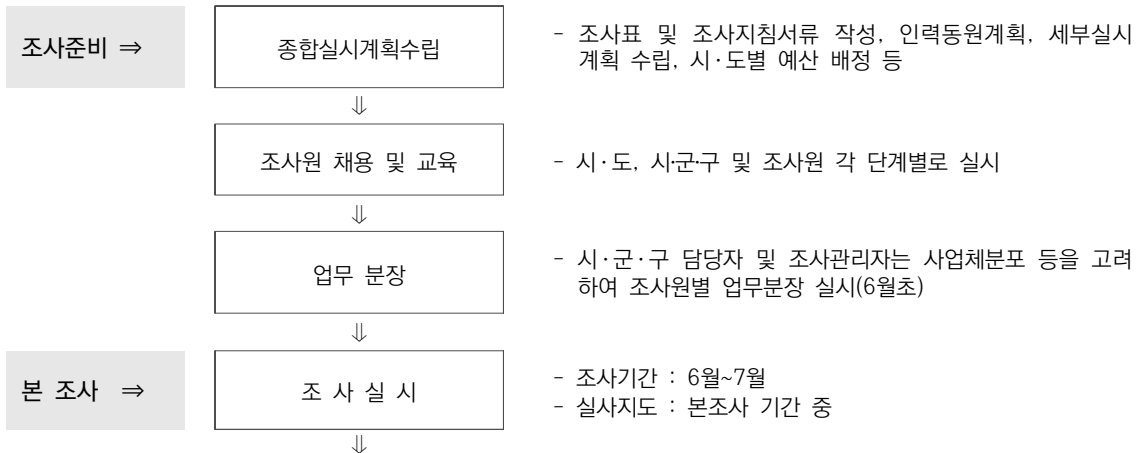 조사준비 ⇒
종합실시계획수립
- 조사표 및 조사지침서류 작성, 인력동원계획, 세부실시
계획 수립, 시·도별 예산 배정 등
⇓
조사원 채용 및 교육
- 시·도, 시·군·구 및 조사원 각 단계별로 실시
⇓
업무 분장
- 시·군·구 담당자 및 조사관리자는 사업체분포 등을 고려
하여 조사원별 업무분장 실시(6월초)
⇓
본 조사 ⇒
조 사 실 시
- 조사기간 : 6월~7월
- 실사지도 : 본조사 기간 중
⇓